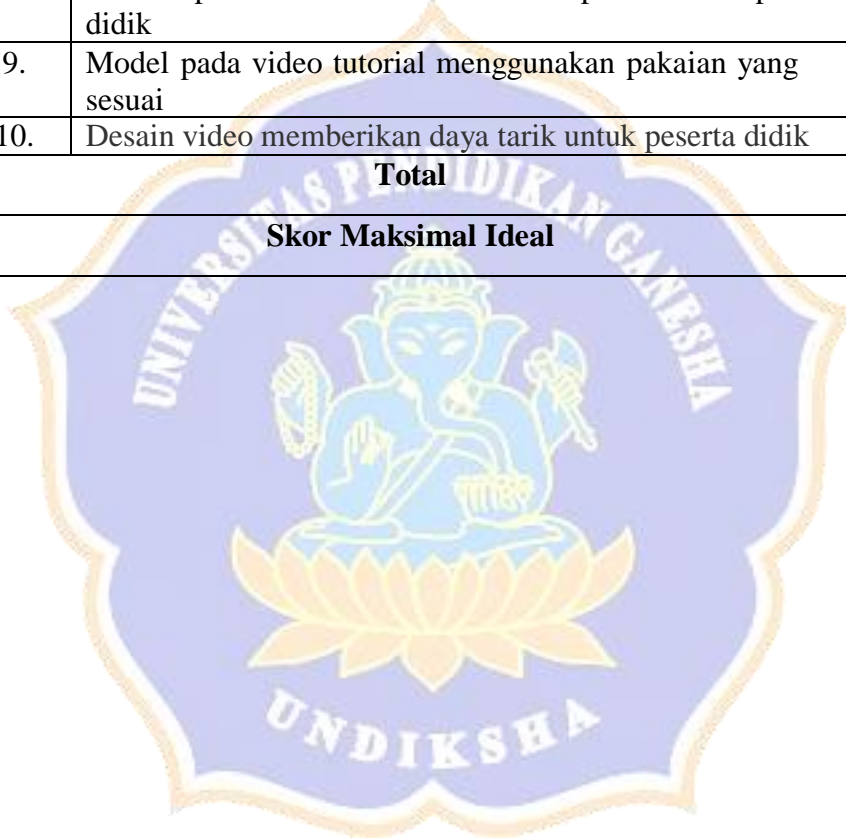 didik
9. Model pada video tutorial menggunakan pakaian yang
sesuai
10. Desain video memberikan daya tarik untuk peserta didik
Total
Skor Maksimal Ideal
UNIVERSITAS PENDIDIKAN GANESHA
UNDIKSHA